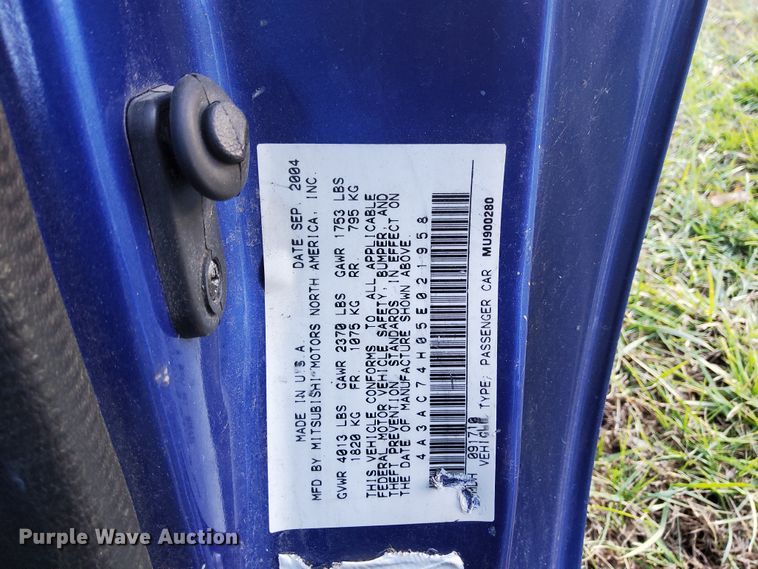 MADE IN U.S.A. DATE SEP. 2004
MFD BY MITSUBISHI MOTORS NORTH AMERICA, INC.
GVWR 4013 LBS GAWR 2370 LBS GAWR 1753 LBS
1820 KG FR. 1075 KG RR. 795 KG
THIS VEHICLE CONFORMS TO ALL APPLICABLE
FEDERAL MOTOR VEHICLE SAFETY, BUMPER, AND
THEFT PREVENTION STANDARDS IN EFFECT ON
THE DATE OF MANUFACTURE SHOWN ABOVE.
4A3AC74H05E021958
091710
VEHICLE TYPE; PASSENGER CAR MU900280
Purple Wave Auction